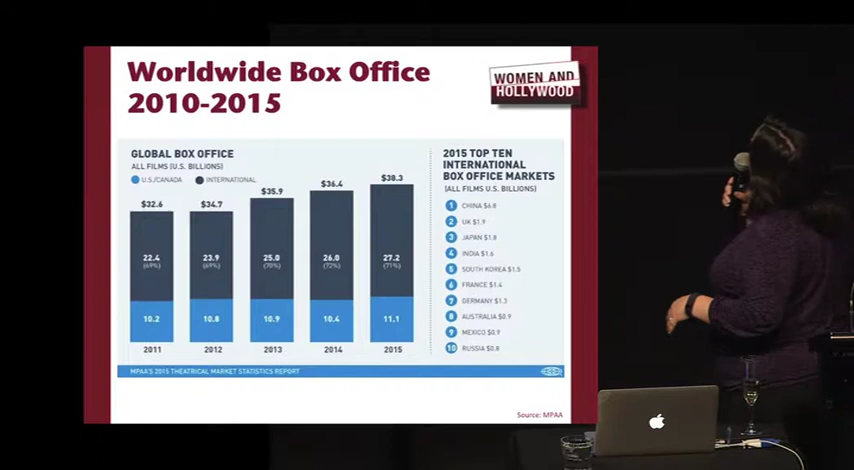 Worldwide Box Office
2010-2015
WOMEN AND
HOLLYWOOD
GLOBAL BOX OFFICE
ALL FILMS (U.S. BILLIONS)
U.S./CANADA
INTERNATIONAL
$32.6
$34.7
$35.9
$36.4
$38.3
22.4
(69%)
23.9
(69%)
25.0
(70%)
26.0
(72%)
27.2
(71%)
10.2
10.8
10.9
10.4
11.1
2011
2012
2013
2014
2015
2015 TOP TEN
INTERNATIONAL
BOX OFFICE MARKETS
(ALL FILMS U.S. BILLIONS)
1 CHINA $6.8
2 UK $1.9
3 JAPAN $1.8
4 INDIA $1.6
5 SOUTH KOREA $1.5
6 FRANCE $1.4
7 GERMANY $1.3
8 AUSTRALIA $0.9
9 MEXICO $0.9
10 RUSSIA $0.8
MPAA'S 2015 THEATRICAL MARKET STATISTICS REPORT
Source: MPAA